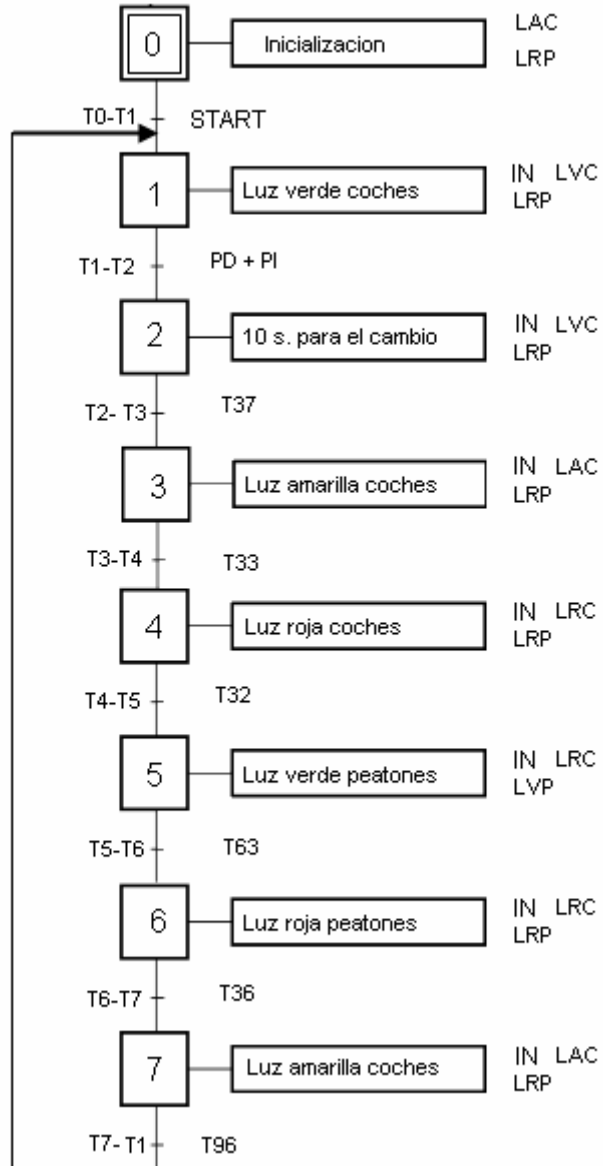 LAC
0 Inicializacion
LRP
T0-T1 START
1 Luz verde coches IN LVC
LRP
T1-T2 PD + PI
2 10 s. para el cambio IN LVC
LRP
T2- T3 T37
3 Luz amarilla coches IN LAC
LRP
T3-T4 T33
4 Luz roja coches IN LRC
LRP
T4-T5 T32
5 Luz verde peatones IN LRC
LVP
T5-T6 T63
6 Luz roja peatones IN LRC
LRP
T6-T7 T36
7 Luz amarilla coches IN LAC
LRP
T7- T1 T96